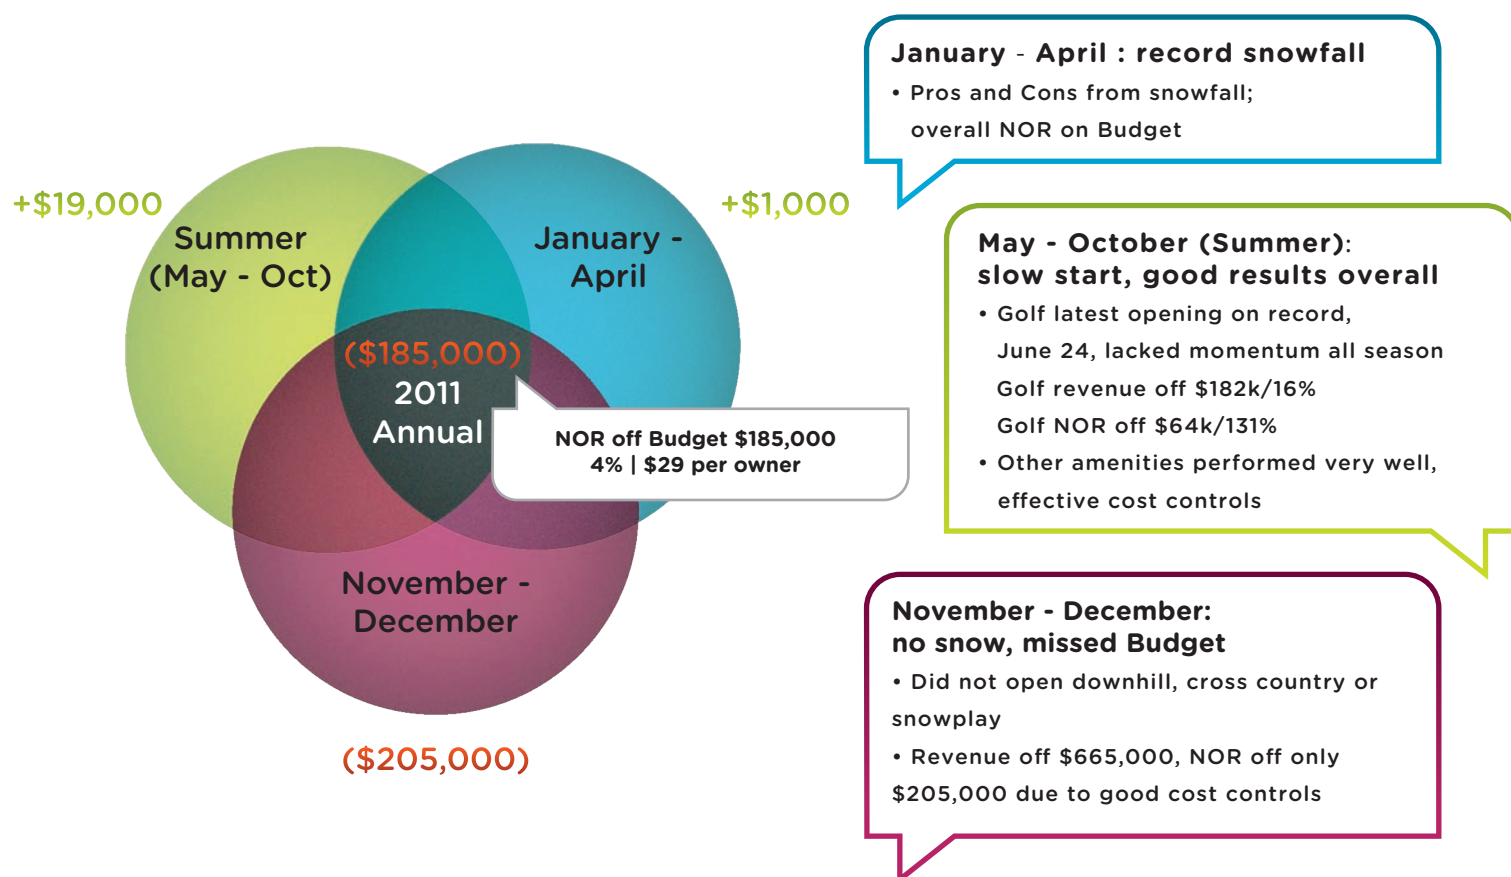 +$19,000
Summer
(May - Oct)
January -
April
+$1,000
($185,000)
2011
Annual
NOR off Budget $185,000
4% | $29 per owner
November -
December
($205,000)
January - April : record snowfall
• Pros and Cons from snowfall;
overall NOR on Budget
May - October (Summer):
slow start, good results overall
• Golf latest opening on record,
June 24, lacked momentum all season
Golf revenue off $182k/16%
Golf NOR off $64k/131%
• Other amenities performed very well,
effective cost controls
November - December:
no snow, missed Budget
• Did not open downhill, cross country or
snowplay
• Revenue off $665,000, NOR off only
$205,000 due to good cost controls